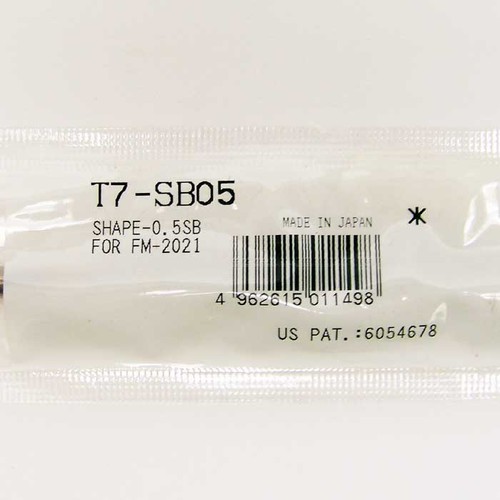 T7-SB05
SHAPE-0.5SB
FOR FM-2021
MADE IN JAPAN
*
4 962615 011498
US PAT.:6054678